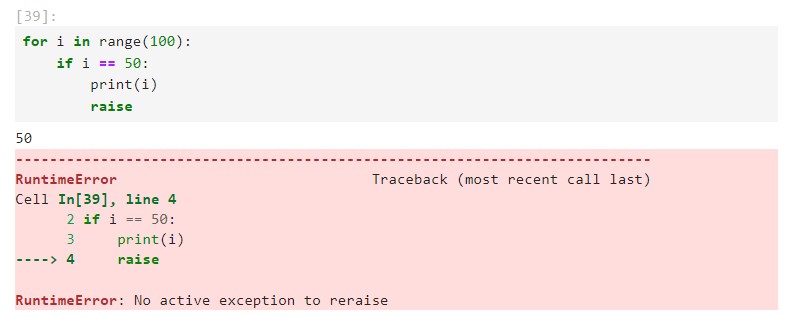 [39]:
for i in range(100):
    if i == 50:
        print(i)
        raise
50
---------------------------------------------------------------------------
RuntimeError                              Traceback (most recent call last)
Cell In[39], line 4
      2 if i == 50:
      3     print(i)
----> 4     raise
RuntimeError: No active exception to reraise